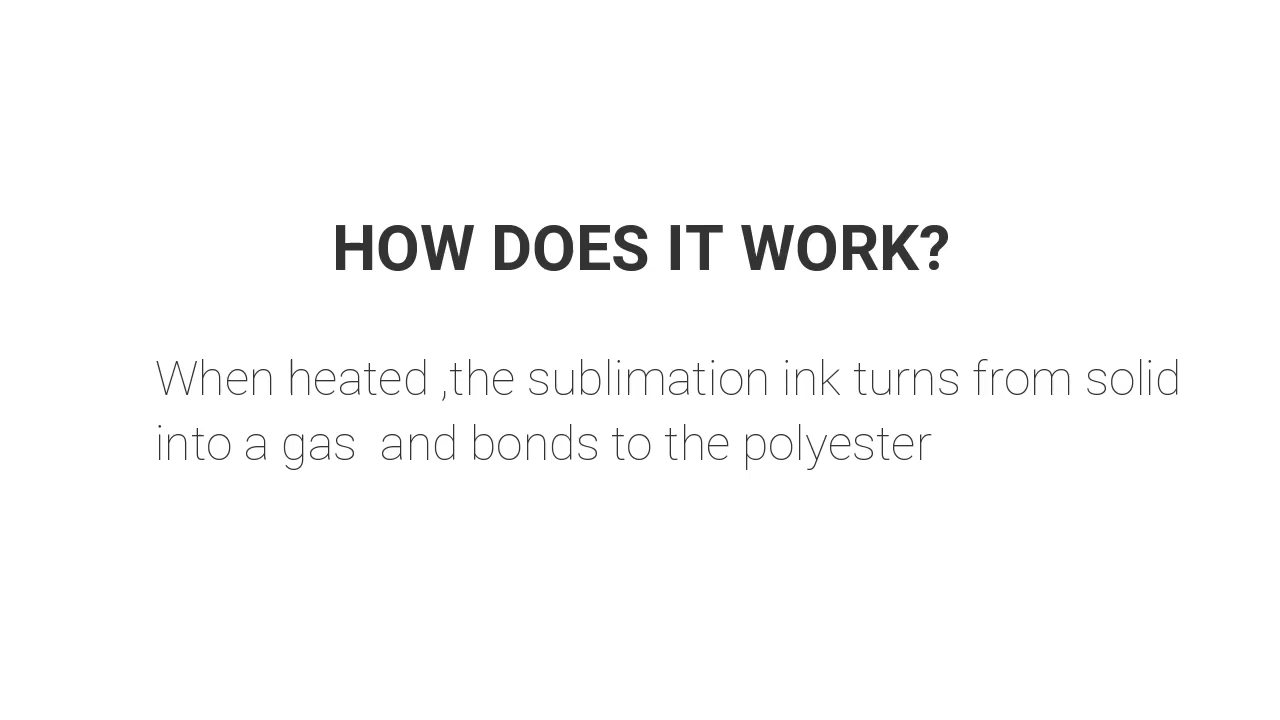 HOW DOES IT WORK?
When heated ,the sublimation ink turns from solid
into a gas  and bonds to the polyester